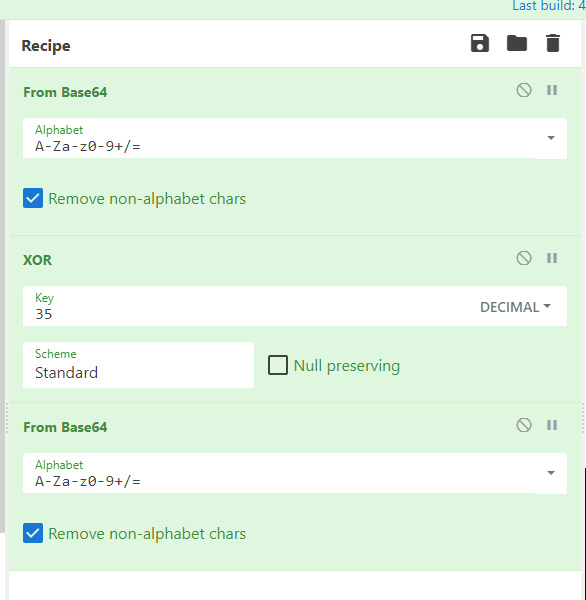 Last build: 4
Recipe
From Base64
Alphabet
A-Za-z0-9+/=
Remove non-alphabet chars
XOR
Key
35
DECIMAL
Scheme
Standard
Null preserving
From Base64
Alphabet
A-Za-z0-9+/=
Remove non-alphabet chars